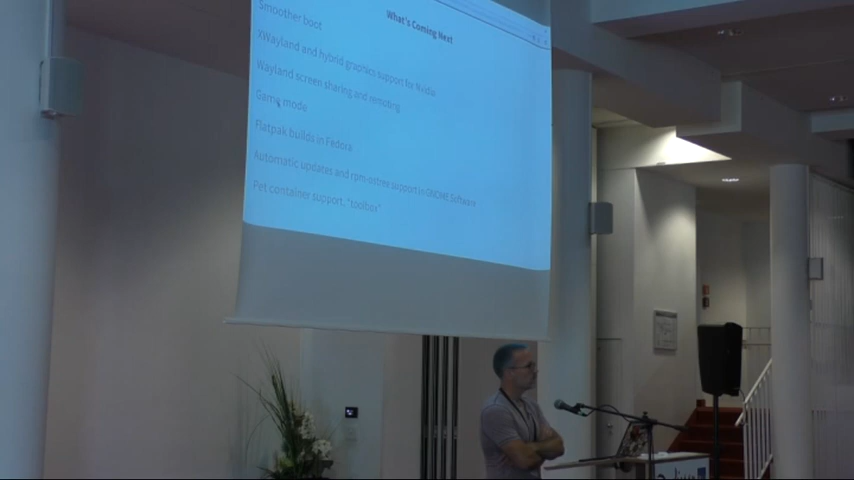 What's Coming Next
Smoother boot
XWayland and hybrid graphics support for Nvidia
Wayland screen sharing and remoting
Game mode
Flatpak builds in Fedora
Automatic updates and rpm-ostree support in GNOME Software
Pet container support, "toolbox"